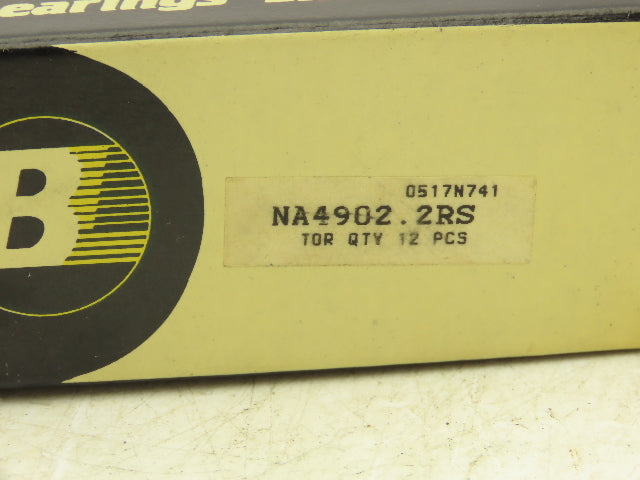 earings
B
0517N741
NA4902.2RS
TOR QTY 12 PCS